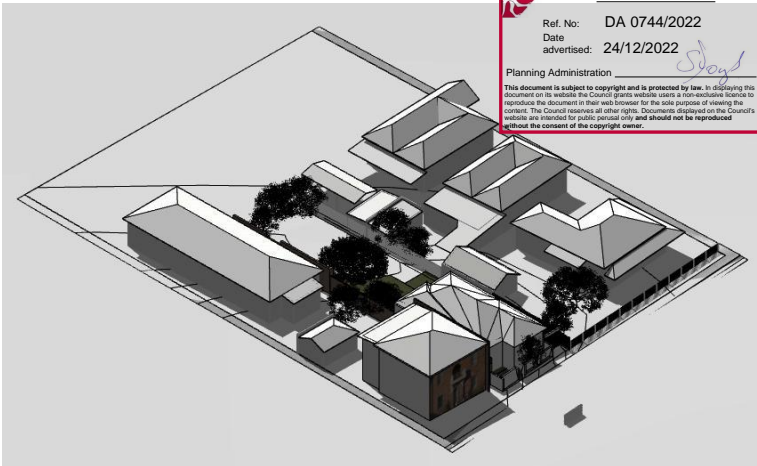 Ref. No: DA 0744/2022
Date
advertised: 24/12/2022
Planning Administration
This document is subject to copyright and is protected by law. In displaying this
document on its website the Council grants website users a non-exclusive licence to
reproduce the document in their web browser for the sole purpose of viewing the
content. The Council reserves all other rights. Documents displayed on the Council's
website are intended for public perusal only and should not be reproduced
without the consent of the copyright owner.